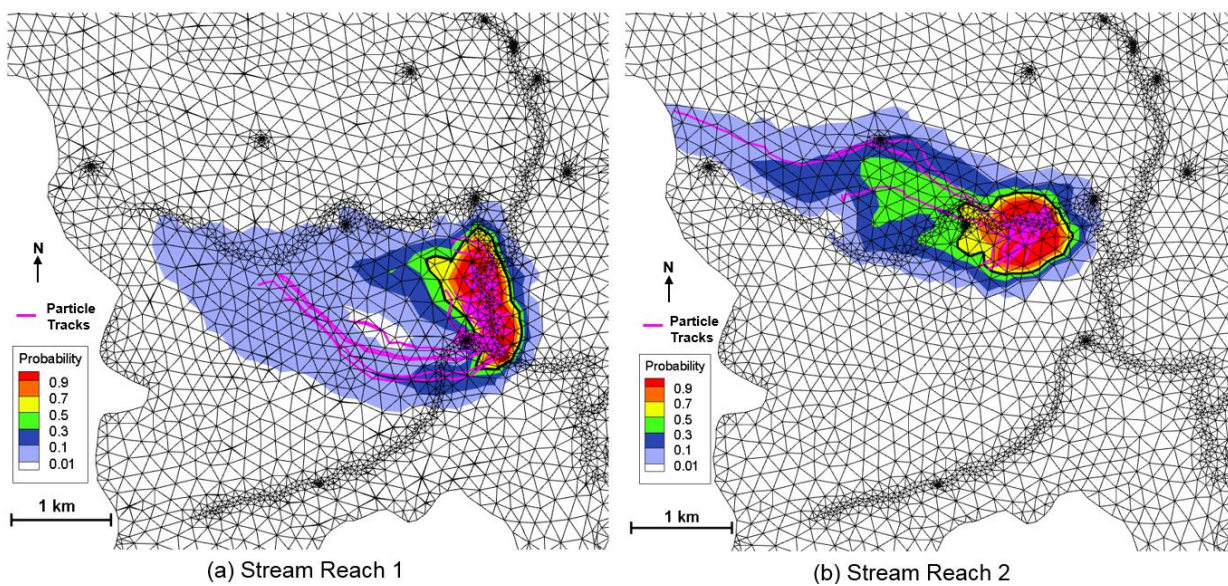 N
Particle
Tracks
Probability
0.9
0.7
0.5
0.3
0.1
0.01
1 km
(a) Stream Reach 1
N
Particle
Tracks
Probability
0.9
0.7
0.5
0.3
0.1
0.01
1 km
(b) Stream Reach 2